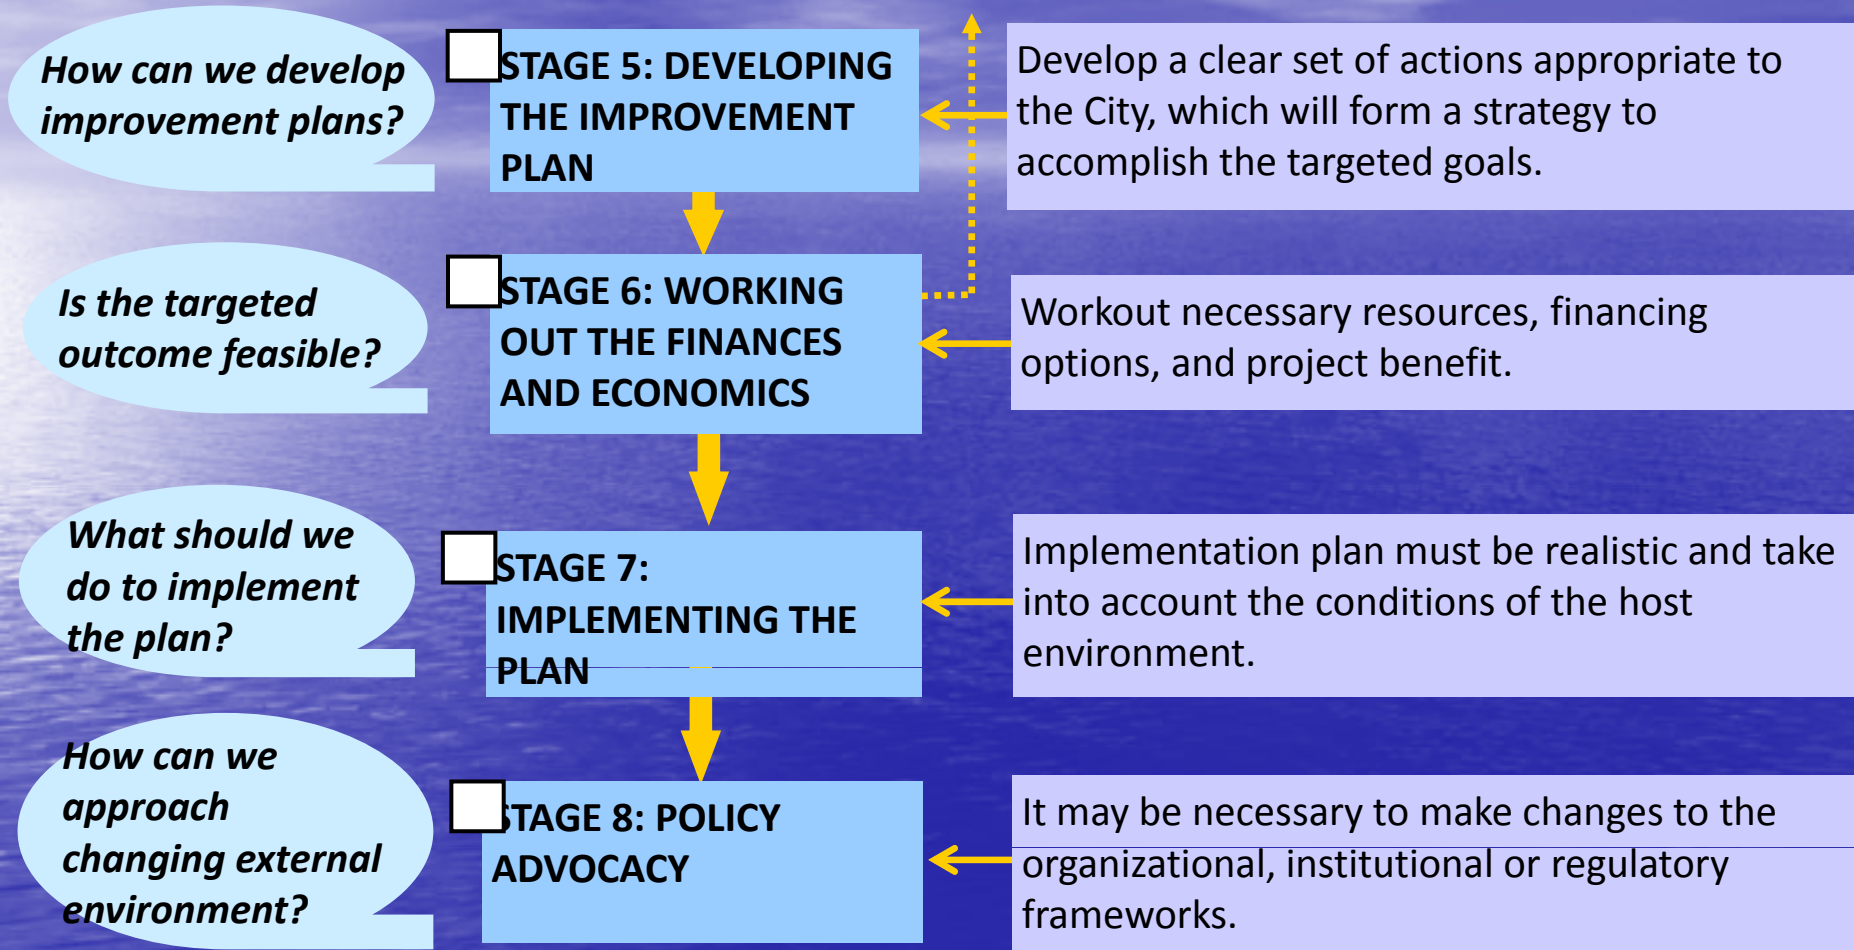 How can we develop
improvement plans?
STAGE 5: DEVELOPING
THE IMPROVEMENT
PLAN
Develop a clear set of actions appropriate to
the City, which will form a strategy to
accomplish the targeted goals.
Is the targeted
outcome feasible?
STAGE 6: WORKING
OUT THE FINANCES
AND ECONOMICS
Workout necessary resources, financing
options, and project benefit.
What should we
do to implement
the plan?
STAGE 7:
IMPLEMENTING THE
PLAN
Implementation plan must be realistic and take
into account the conditions of the host
environment.
How can we
approach
changing external
environment?
STAGE 8: POLICY
ADVOCACY
It may be necessary to make changes to the
organizational, institutional or regulatory
frameworks.